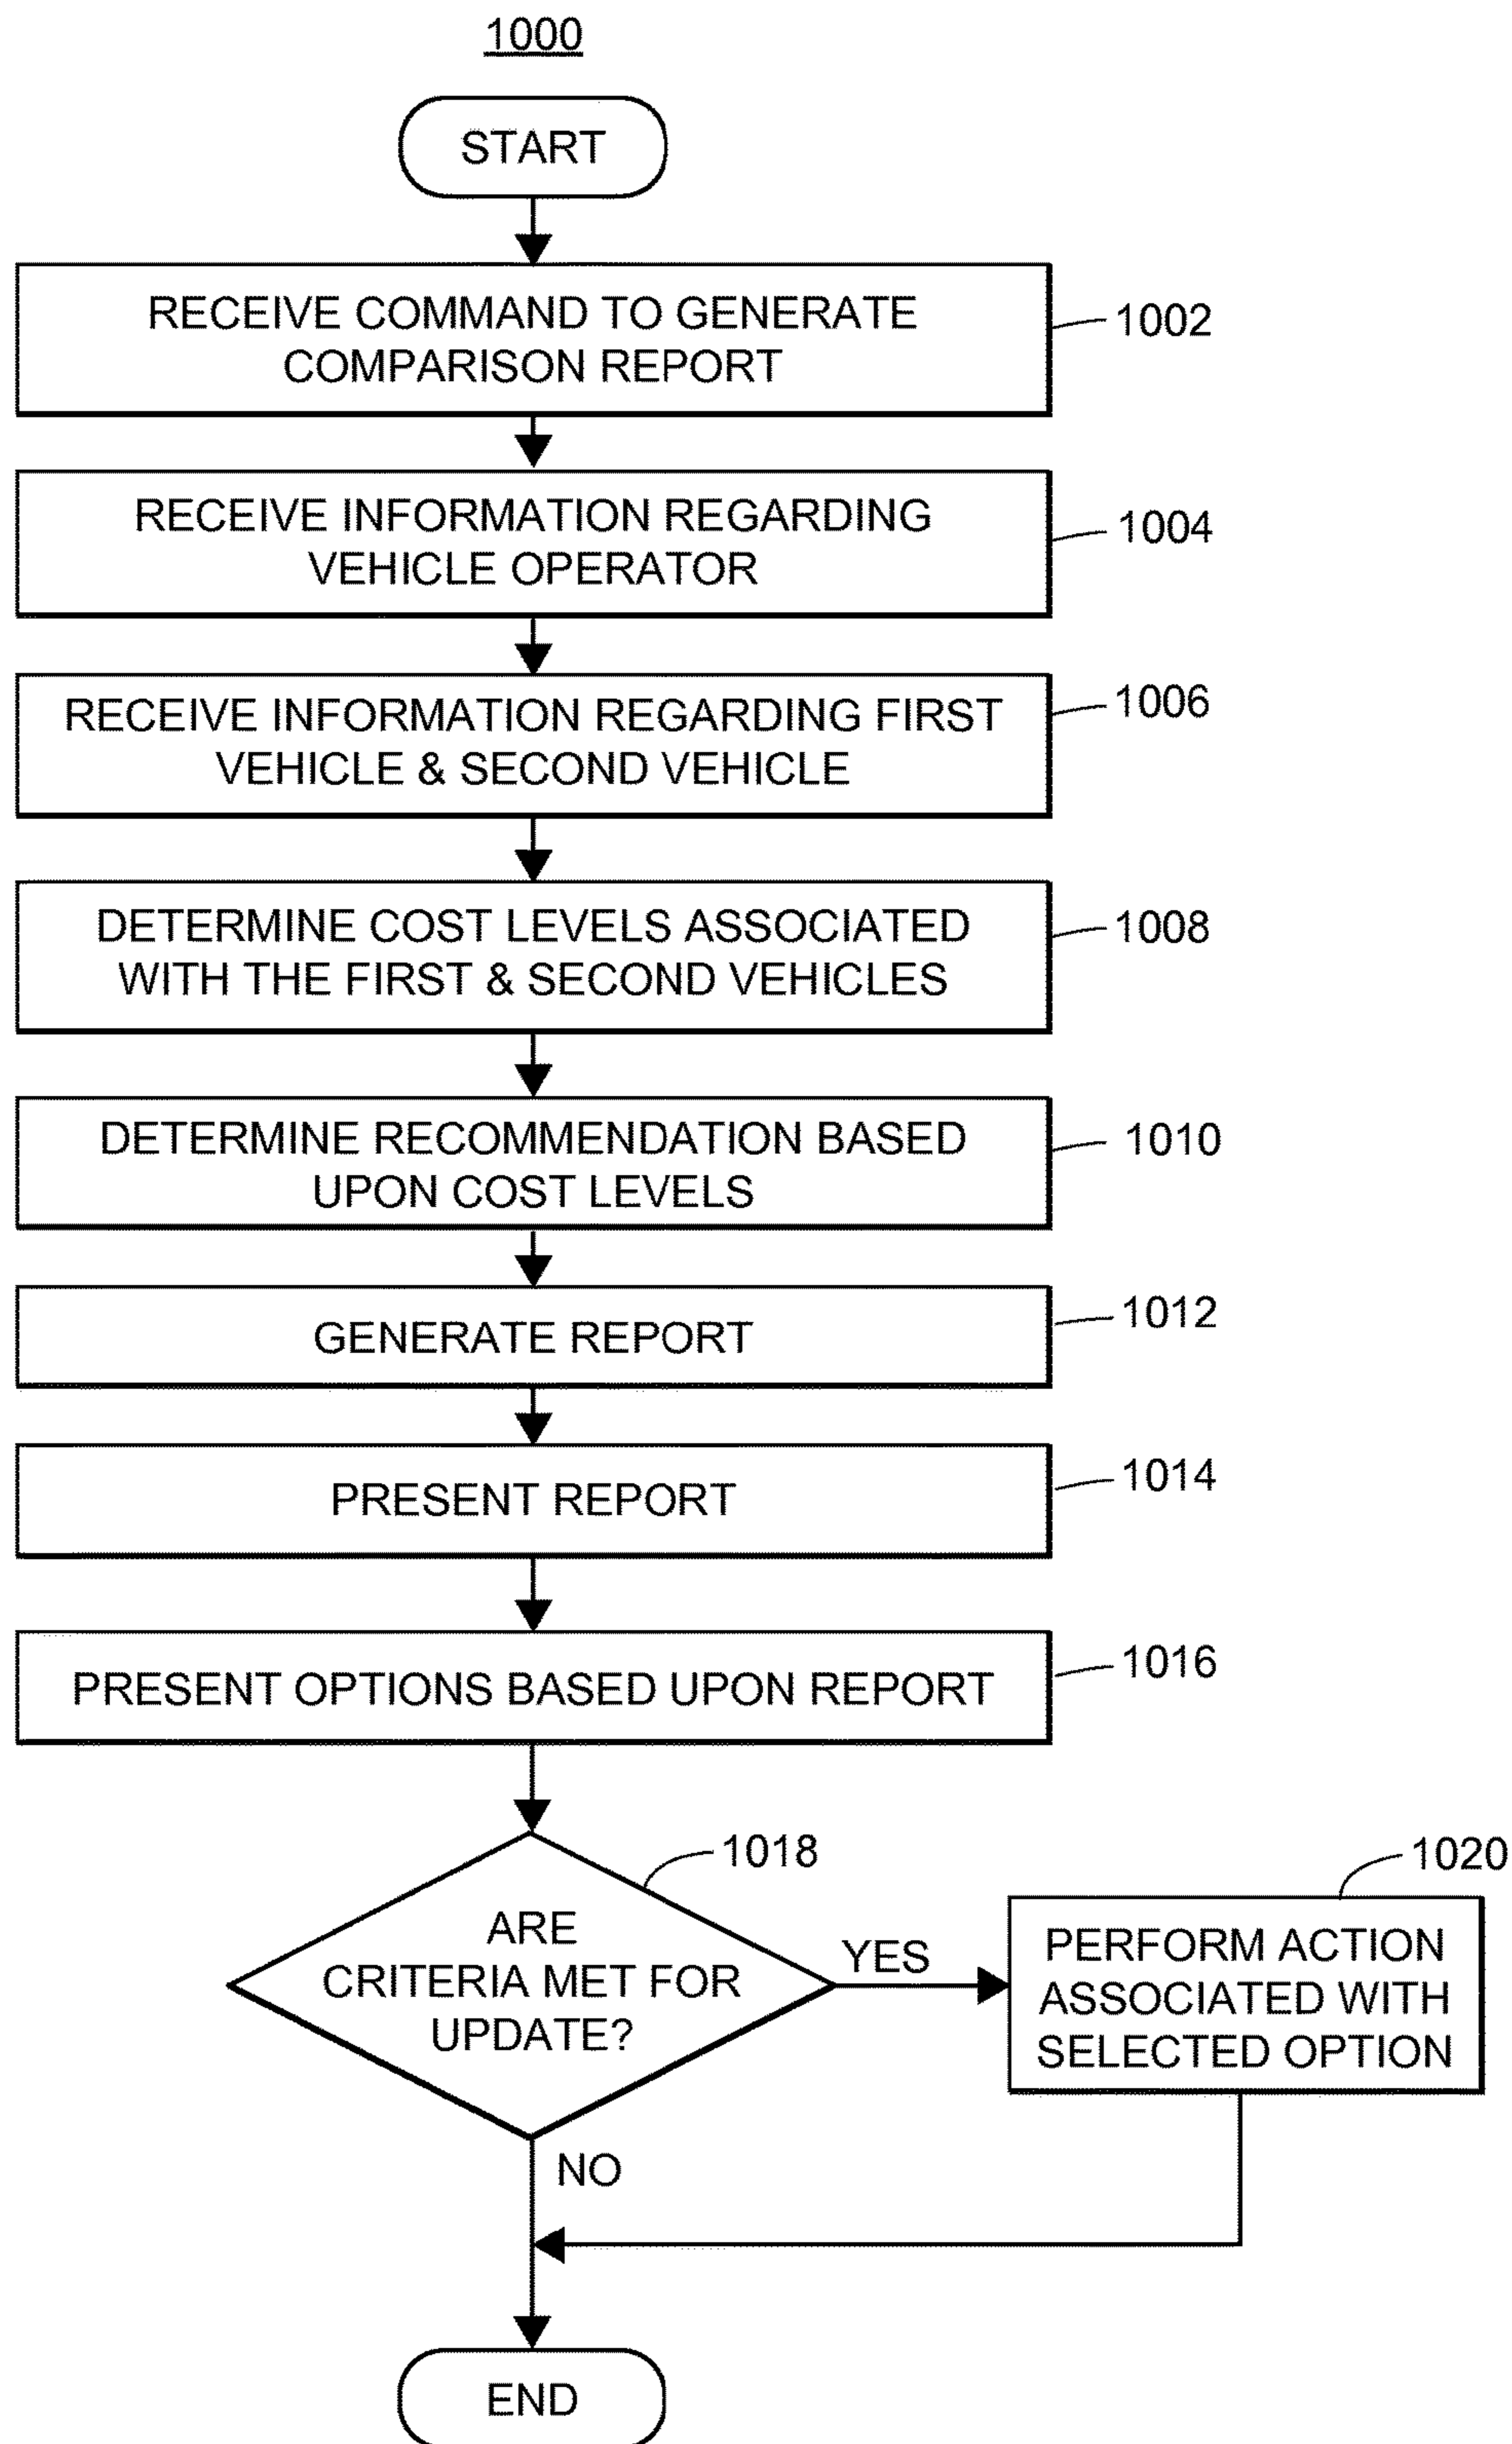 1000
START
RECEIVE COMMAND TO GENERATE
COMPARISON REPORT
1002
RECEIVE INFORMATION REGARDING
VEHICLE OPERATOR
1004
RECEIVE INFORMATION REGARDING FIRST
VEHICLE & SECOND VEHICLE
1006
DETERMINE COST LEVELS ASSOCIATED
WITH THE FIRST & SECOND VEHICLES
1008
DETERMINE RECOMMENDATION BASED
UPON COST LEVELS
1010
GENERATE REPORT
1012
PRESENT REPORT
1014
PRESENT OPTIONS BASED UPON REPORT
1016
ARE
CRITERIA MET FOR
UPDATE?
1018
YES
PERFORM ACTION
ASSOCIATED WITH
SELECTED OPTION
1020
NO
END